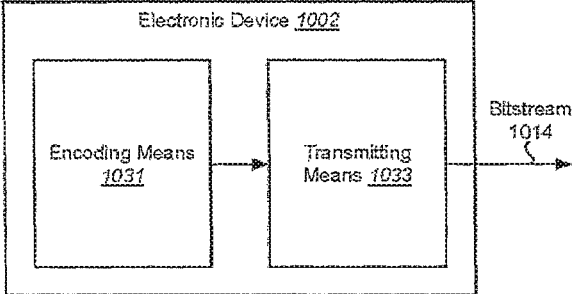 Electronic Device 1002
Encoding Means
1031
Transmitting
Means 1033
Bitstream
1014